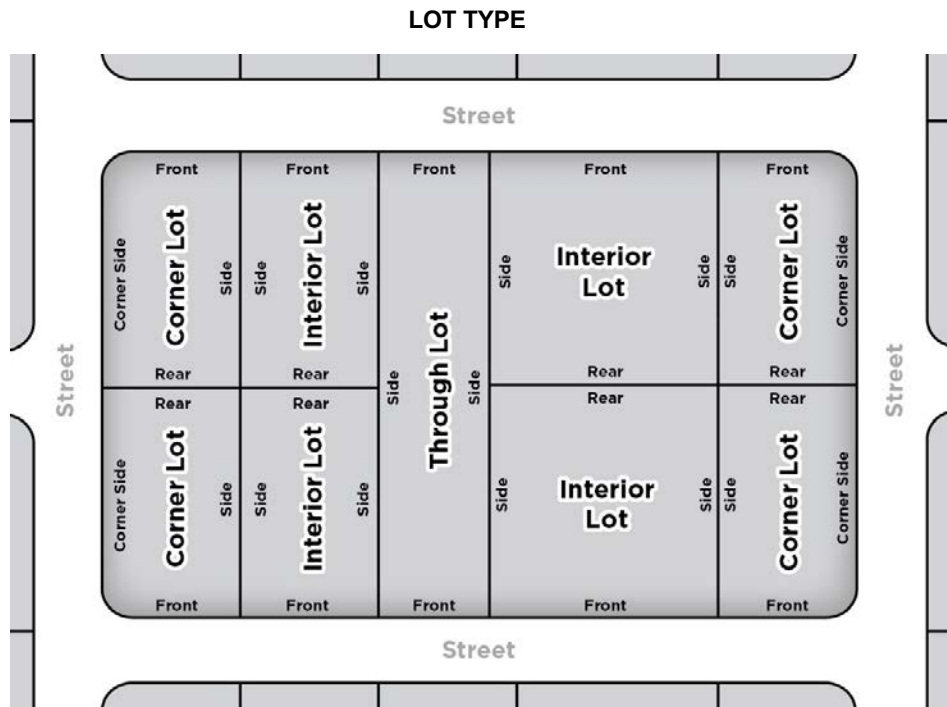 LOT TYPE
Street
Front
Front
Front
Front
Front
Corner Side
Corner Lot
Side
Side
Interior Lot
Side
Side
Interior
Lot
Side
Side
Corner Lot
Corner Side
Rear
Rear
Rear
Rear
Street
Side
Through Lot
Side
Street
Rear
Rear
Rear
Rear
Corner Side
Corner Lot
Side
Side
Interior Lot
Side
Side
Interior
Lot
Side
Side
Corner Lot
Corner Side
Front
Front
Front
Front
Front
Street